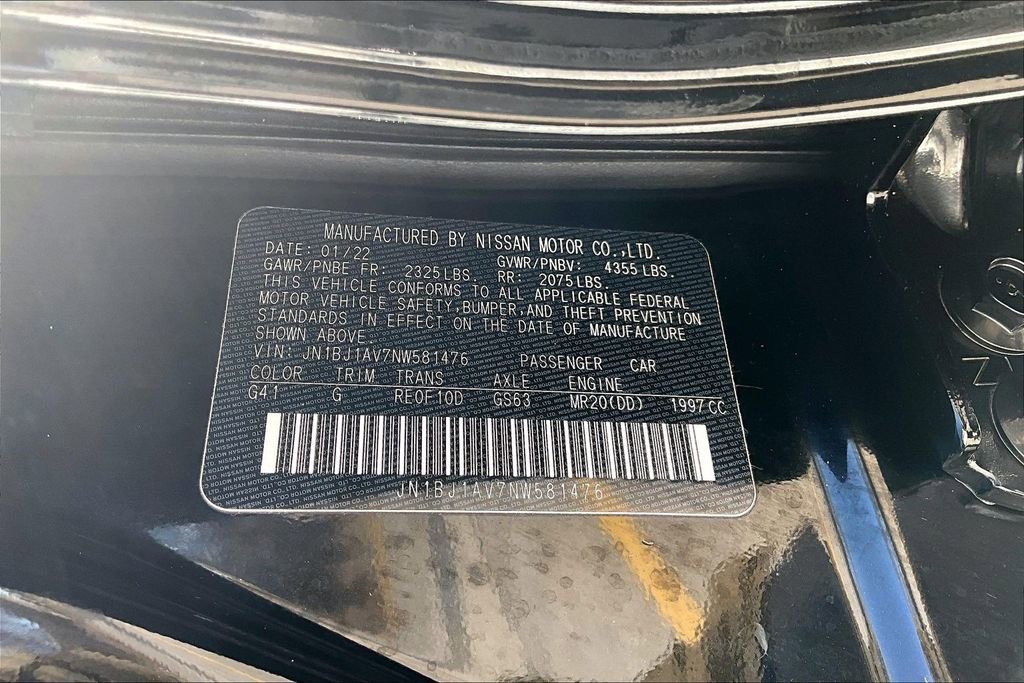 MANUFACTURED BY NISSAN MOTOR CO.,LTD.
DATE: 01/22 GVWR/PNBV: 4355 LBS.
GAWR/PNBE FR: 2325 LBS. RR: 2075 LBS.
THIS VEHICLE CONFORMS TO ALL APPLICABLE FEDERAL
MOTOR VEHICLE SAFETY, BUMPER, AND THEFT PREVENTION
STANDARDS IN EFFECT ON THE DATE OF MANUFACTURE
SHOWN ABOVE
VIN: JN1BJ1AV7NW581476 PASSENGER CAR
COLOR TRIM TRANS AXLE ENGINE
G41 G RE0F10D GS63 MR20(DD) 1997 CC
JN1BJ1AV7NW581476